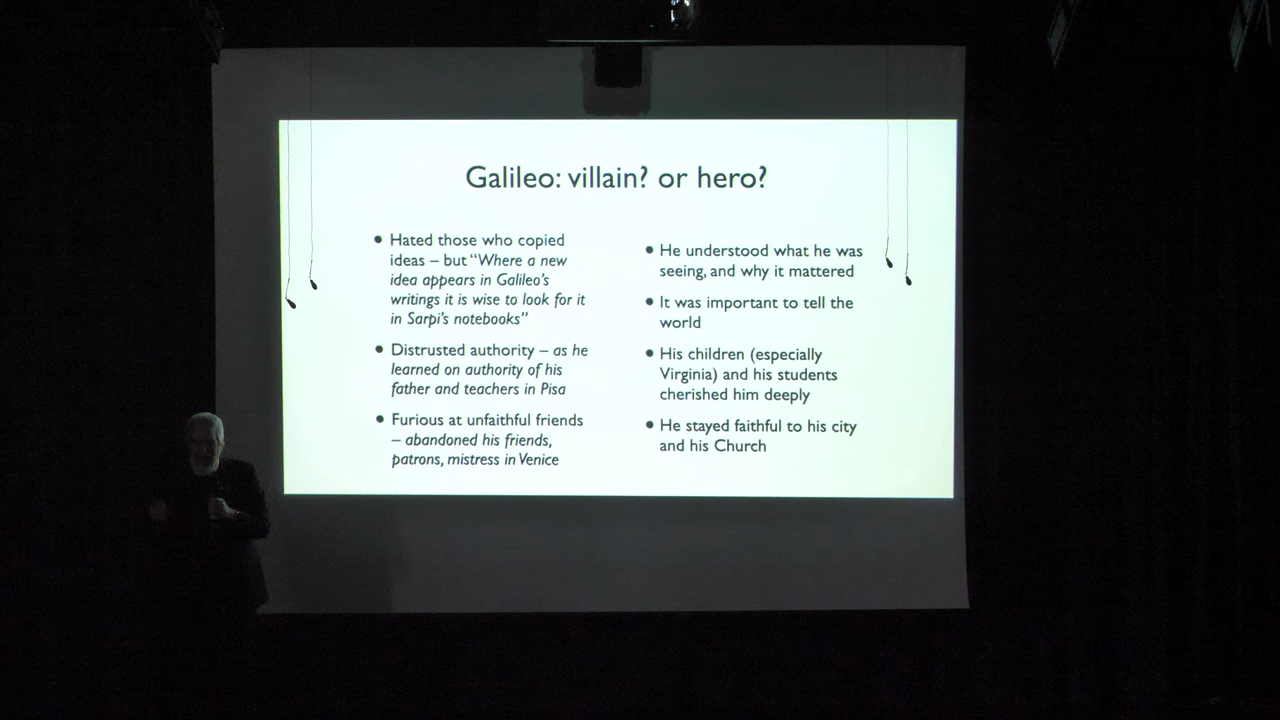 Galileo: villain? or hero?
• Hated those who copied
ideas – but “Where a new
idea appears in Galileo’s
writings it is wise to look for it
in Sarpi’s notebooks”
• Distrusted authority – as he
learned on authority of his
father and teachers in Pisa
• Furious at unfaithful friends
– abandoned his friends,
patrons, mistress in Venice
• He understood what he was
seeing, and why it mattered
• It was important to tell the
world
• His children (especially
Virginia) and his students
cherished him deeply
• He stayed faithful to his city
and his Church